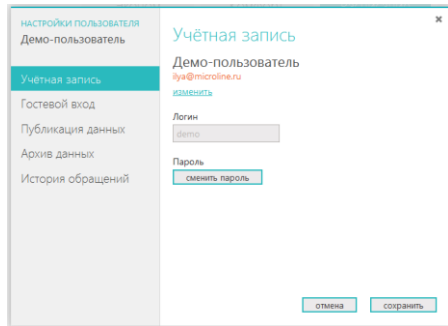 НАСТРОЙКИ ПОЛЬЗОВАТЕЛЯ
Демо-пользователь
Учётная запись
Гостевой вход
Публикация данных
Архив данных
История обращений
Учётная запись
Демо-пользователь
ilya@microline.ru
изменить
Логин
demo
Пароль
сменить пароль
отмена
сохранить